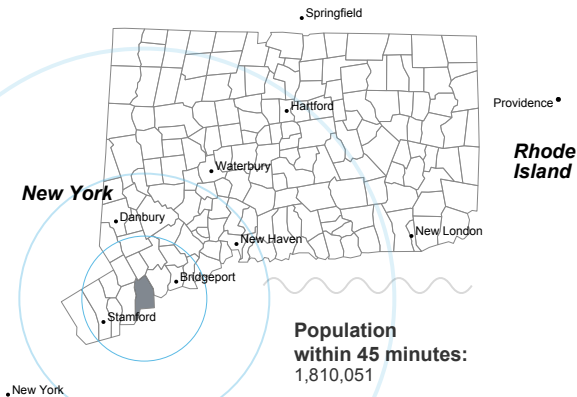 Springfield
Hartford
Providence
Rhode
Island
Waterbury
New York
Danbury
New London
New Haven
Bridgeport
Stamford
Population
within 45 minutes:
1,810,051
New York